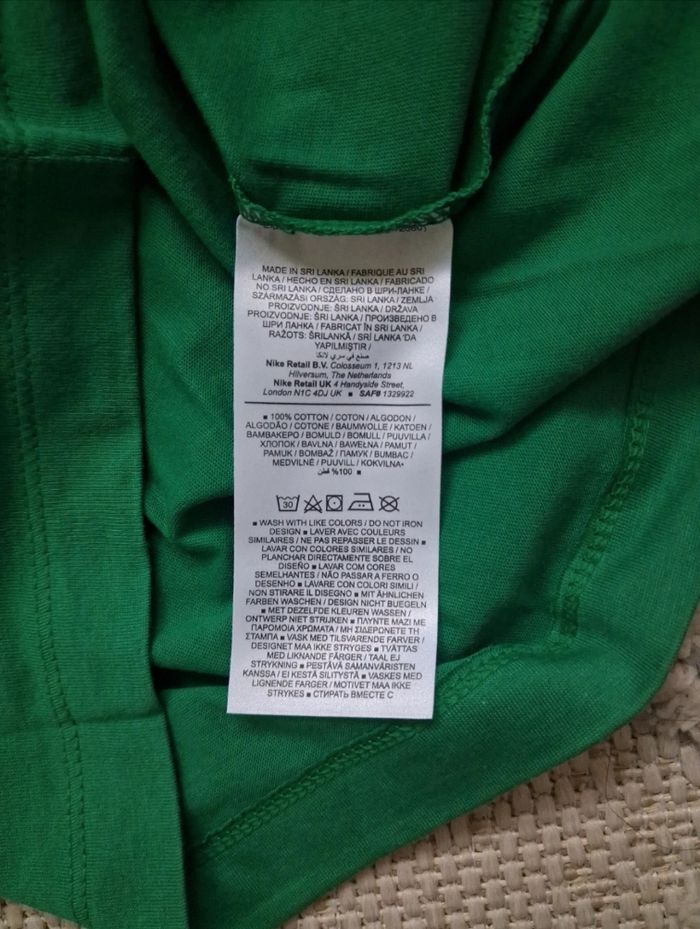 MADE IN SRI LANKA / FABRIQUE AU SRI
LANKA / HECHO EN SRI LANKA / FABRICADO
NO SRI LANKA / СДЕЛАНО В ШРИ-ЛАНКЕ /
SZÁRMAZÁSI ORSZÁG: SRI LANKA / ZEMLJA
PROIZVODNJE: ŠRI LANKA / DRŽAVA
PROIZVODNJE: ŠRI LANKA / ПРОИЗВЕДЕНО В
ШРИ ЛАНКА / FABRICAT ÎN SRI LANKA /
RAŽOTS: ŠRILANKĀ / SRI LANKA 'DA
YAPILMIŞTIR /
صنع في سري لانكا
Nike Retail B.V. Colosseum 1, 1213 NL
Hilversum, The Netherlands
Nike Retail UK 4 Handyside Street,
London N1C 4DJ UK ■ SAF# 1329922
■ 100% COTTON / COTON / ALGODON /
ALGODÃO / COTONE / BAUMWOLLE / KATOEN /
ΒΑΜΒΑΚΕΡΟ / BOMULD / BOMULL / PUUVILLA /
ХЛОПОК / BAVLNA / BAWEŁNA / PAMUT /
PAMUK / BOMBAŽ / ПАМУК / BUMBAC /
MEDVILNĖ / PUUVILL / KOKVILNA•
%100 قطن ■
30
■ WASH WITH LIKE COLORS / DO NOT IRON
DESIGN ■ LAVER AVEC COULEURS
SIMILAIRES / NE PAS REPASSER LE DESSIN ■
LAVAR CON COLORES SIMILARES / NO
PLANCHAR DIRECTAMENTE SOBRE EL
DISEÑO ■ LAVAR COM CORES
SEMELHANTES / NÃO PASSAR A FERRO O
DESENHO ■ LAVARE CON COLORI SIMILI /
NON STIRARE IL DISEGNO ■ MIT ÄHNLICHEN
FARBEN WASCHEN / DESIGN NICHT BUEGELN
■ MET DEZELFDE KLEUREN WASSEN /
ONTWERP NIET STRIJKEN ■ ΠΛΥΝΤΕ ΜΑΖΙ ΜΕ
ΠΑΡΟΜΟΙΑ ΧΡΩΜΑΤΑ / ΜΗ ΣΙΔΕΡΩΝΕΤΕ ΤΗ
ΣΤΑΜΠΑ ■ VASK MED TILSVARENDE FARVER /
DESIGNET MAA IKKE STRYGES ■ TVÄTTAS
MED LIKNANDE FÄRGER / TAAL EJ
STRYKNING ■ PESTÄVÄ SAMANVÄRISTEN
KANSSA / EI KESTÄ SILITYSTÄ ■ VASKES MED
LIGNENDE FARGER / MOTIVET MAA IKKE
STRYKES ■ СТИРАТЬ ВМЕСТЕ С